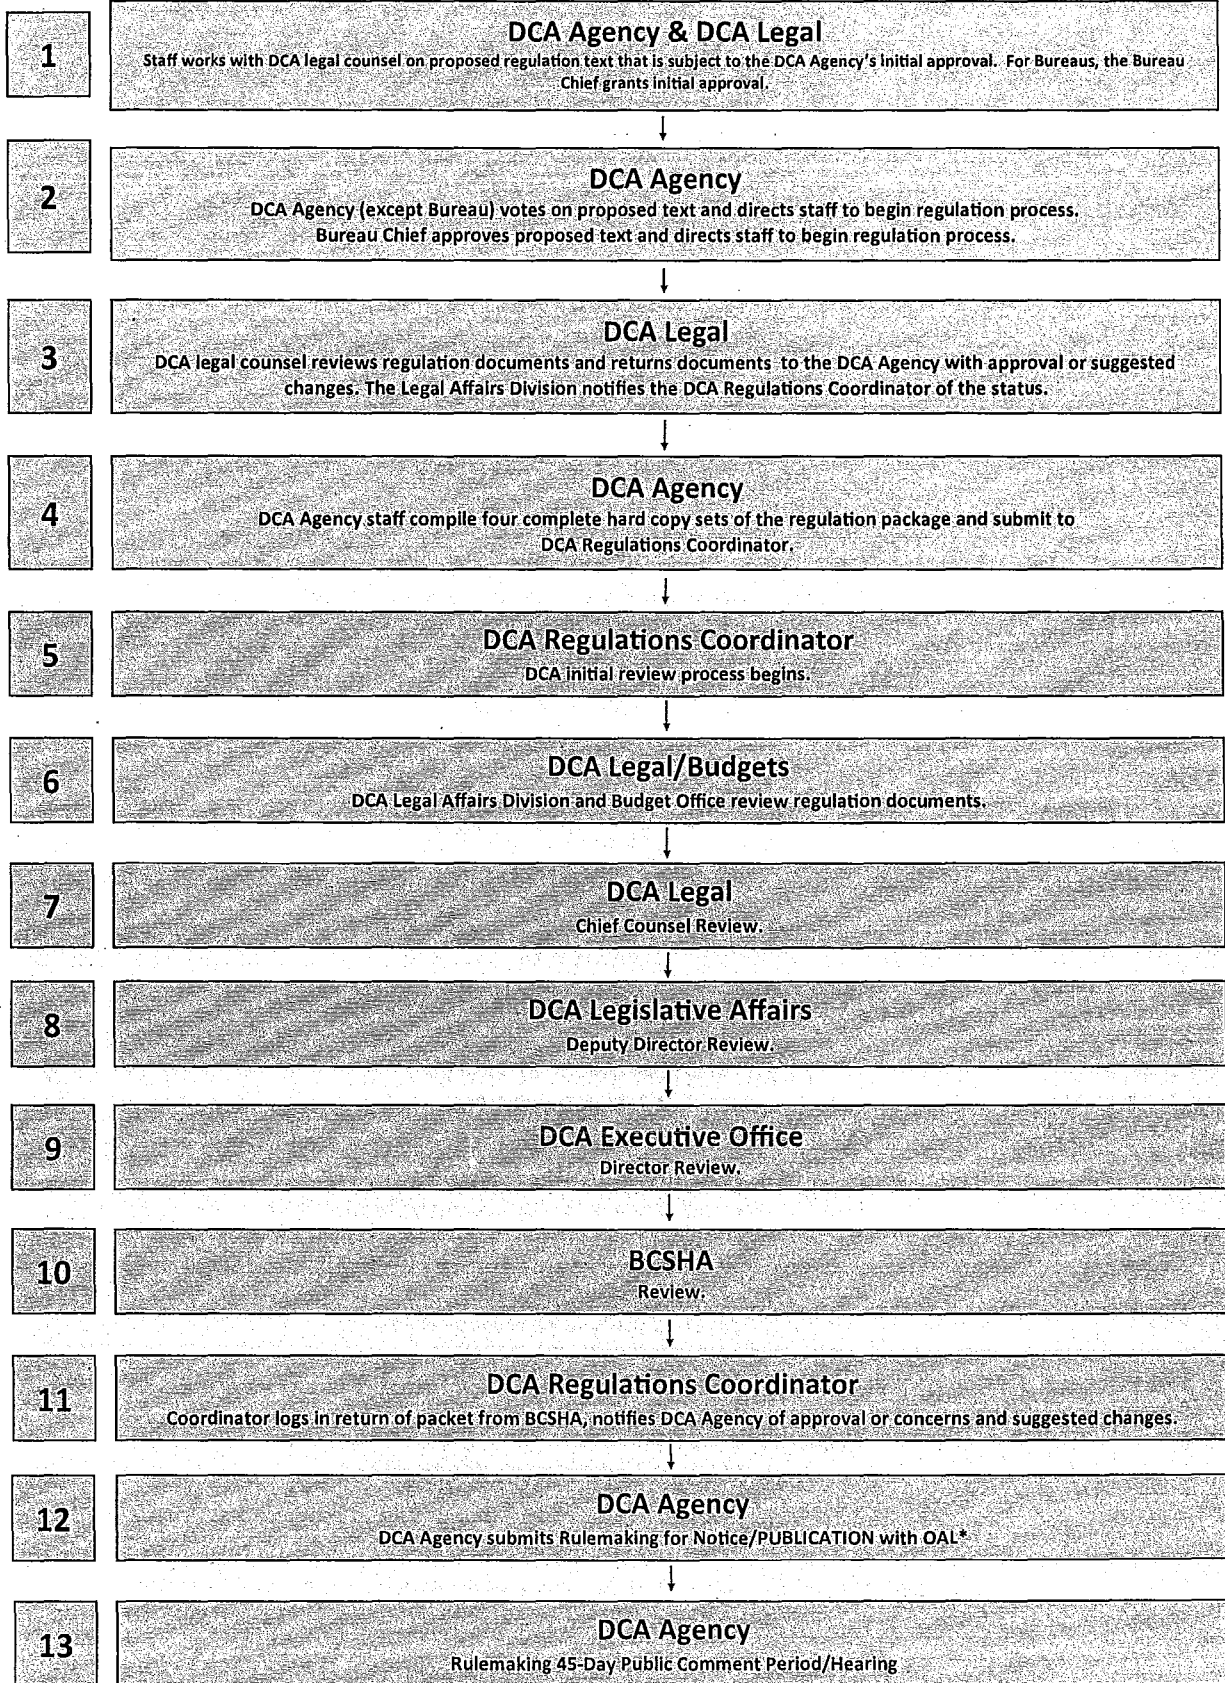 1
DCA Agency & DCA Legal
Staff works with DCA legal counsel on proposed regulation text that is subject to the DCA Agency's initial approval. For Bureaus, the Bureau
Chief grants initial approval.
2
DCA Agency
DCA Agency (except Bureau) votes on proposed text and directs staff to begin regulation process.
Bureau Chief approves proposed text and directs staff to begin regulation process.
3
DCA Legal
DCA legal counsel reviews regulation documents and returns documents to the DCA Agency with approval or suggested
changes. The Legal Affairs Division notifies the DCA Regulations Coordinator of the status.
4
DCA Agency
DCA Agency staff compile four complete hard copy sets of the regulation package and submit to
DCA Regulations Coordinator.
5
DCA Regulations Coordinator
DCA initial review process begins.
6
DCA Legal/Budgets
DCA Legal Affairs Division and Budget Office review regulation documents.
7
DCA Legal
Chief Counsel Review.
8
DCA Legislative Affairs
Deputy Director Review.
9
DCA Executive Office
Director Review.
10
BCSHA
Review.
11
DCA Regulations Coordinator
Coordinator logs in return of packet from BCSHA, notifies DCA Agency of approval or concerns and suggested changes.
12
DCA Agency
DCA Agency submits Rulemaking for Notice/PUBLICATION with OAL*
13
DCA Agency
Rulemaking 45-Day Public Comment Period/Hearing